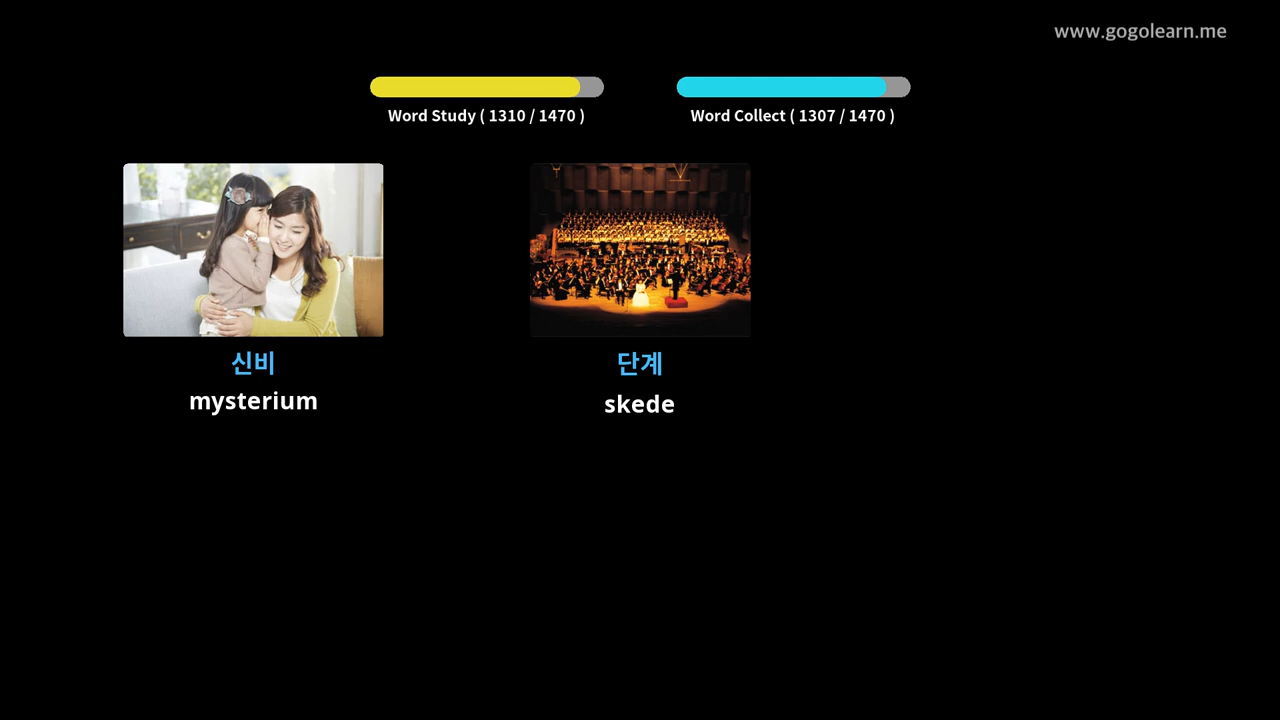 www.gogolearn.me
Word Study ( 1310 / 1470 )
Word Collect ( 1307 / 1470 )
신비
mysterium
단계
skede